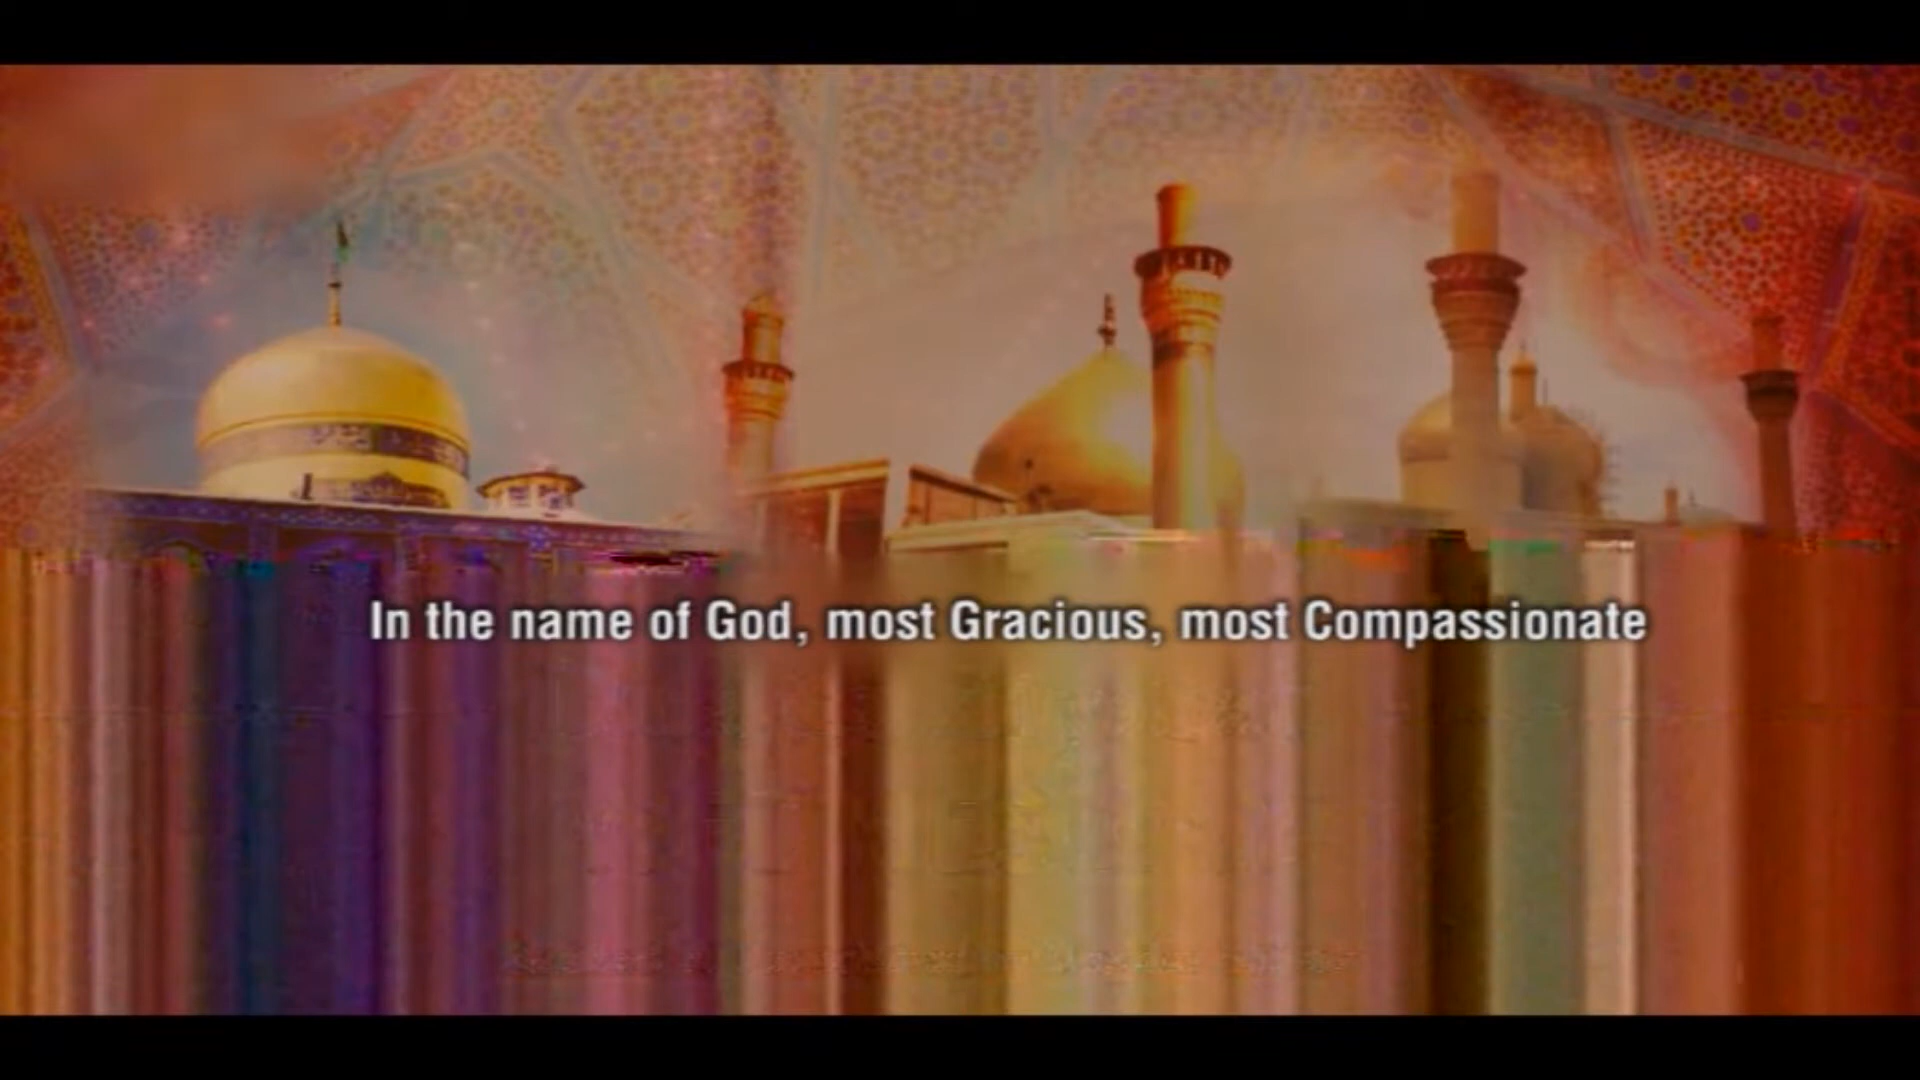 In the name of God, most Gracious, most Compassionate